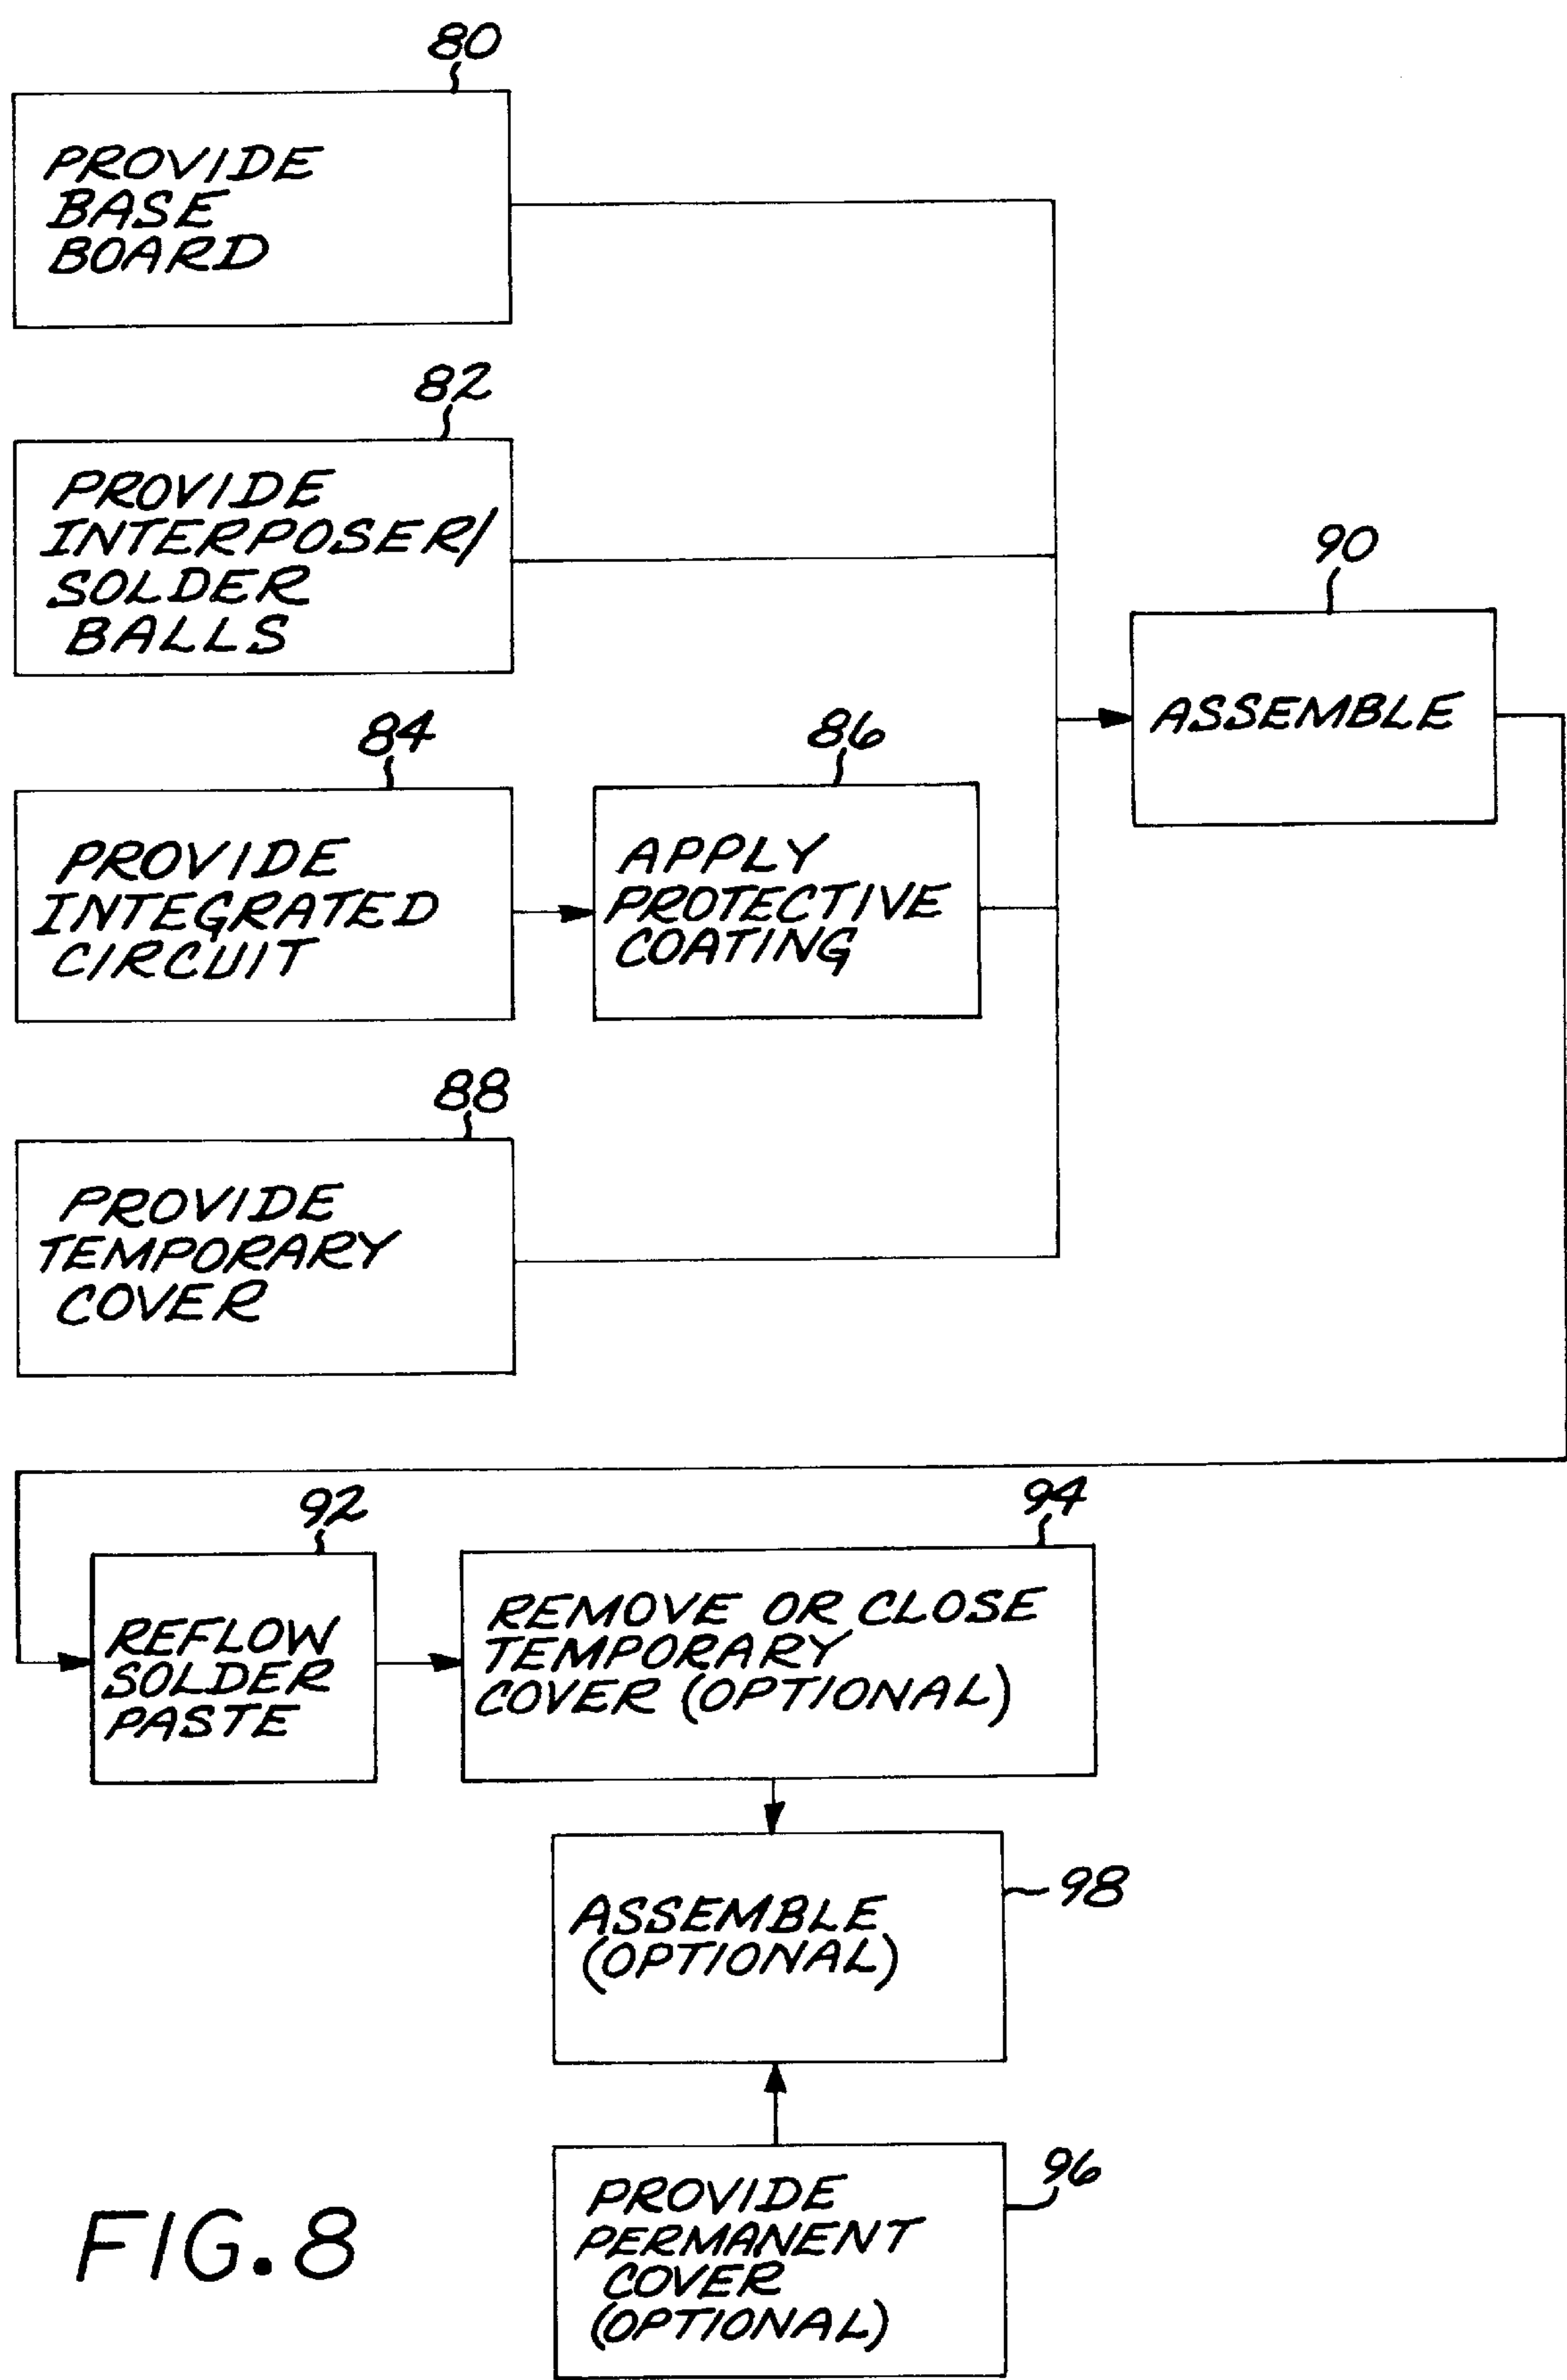 80
PROVIDE
BASE
BOARD
82
PROVIDE
INTERPOSER/
SOLDER
BALLS
84
PROVIDE
INTEGRATED
CIRCUIT
86
APPLY
PROTECTIVE
COATING
88
PROVIDE
TEMPORARY
COVER
90
ASSEMBLE
92
REFLOW
SOLDER
PASTE
94
REMOVE OR CLOSE
TEMPORARY
COVER (OPTIONAL)
98
ASSEMBLE
(OPTIONAL)
96
PROVIDE
PERMANENT
COVER
(OPTIONAL)
FIG. 8